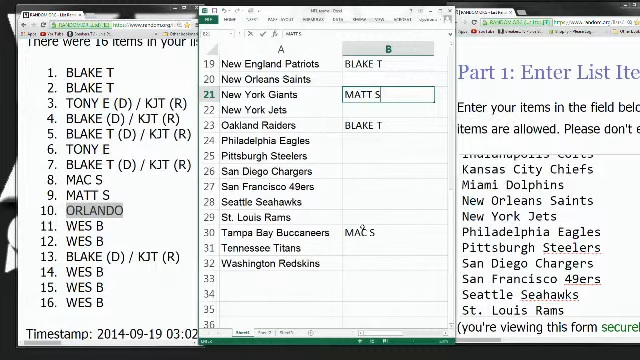 There were 16 items in your list
1. BLAKE T
2. BLAKE T
3. TONY E (D) / KJT (R)
4. BLAKE (D) / KJT (R)
5. BLAKE T (D) / KJT (R)
6. TONY E
7. BLAKE T (D) / KJT (R)
8. MAC S
9. MATT S
10. ORLANDO
11. WES B
12. WES B
13. BLAKE (D) / KJT (R)
14. WES B
15. WES B
16. WES B
Timestamp: 2014-09-19 03:02
MATT S
A B
19 New England Patriots BLAKE T
20 New Orleans Saints
21 New York Giants MATT S
22 New York Jets
23 Oakland Raiders BLAKE T
24 Philadelphia Eagles
25 Pittsburgh Steelers
26 San Diego Chargers
27 San Francisco 49ers
28 Seattle Seahawks
29 St. Louis Rams
30 Tampa Bay Buccaneers MAC S
31 Tennessee Titans
32 Washington Redskins
33
34
35
36
Part 1: Enter List Ite
Enter your items in the field belo
items are allowed. Please don't e
Indianapolis Colts
Kansas City Chiefs
Miami Dolphins
New Orleans Saints
New York Jets
Philadelphia Eagles
Pittsburgh Steelers
San Diego Chargers
San Francisco 49ers
Seattle Seahawks
St. Louis Rams
(you're viewing this form secure